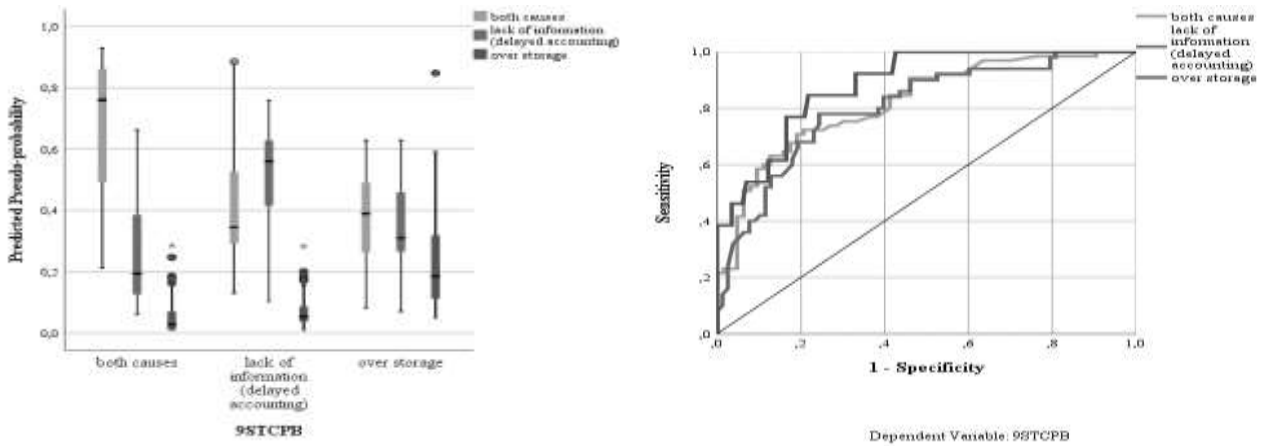 both causes
lack of information
(delayed accounting)
over storage
1,0
0,8
0,6
0,4
0,2
0,0
Predicted Pseudo-probability
both causes
lack of
information
(delayed
accounting)
over storage
9STCPB
both causes
lack of
information
(delayed
accounting)
over storage
1,0
,8
,6
,4
,2
,0
Sensitivity
,0
,2
,4
,6
,8
1,0
1 - Specificity
Dependent Variable: 9STCPB